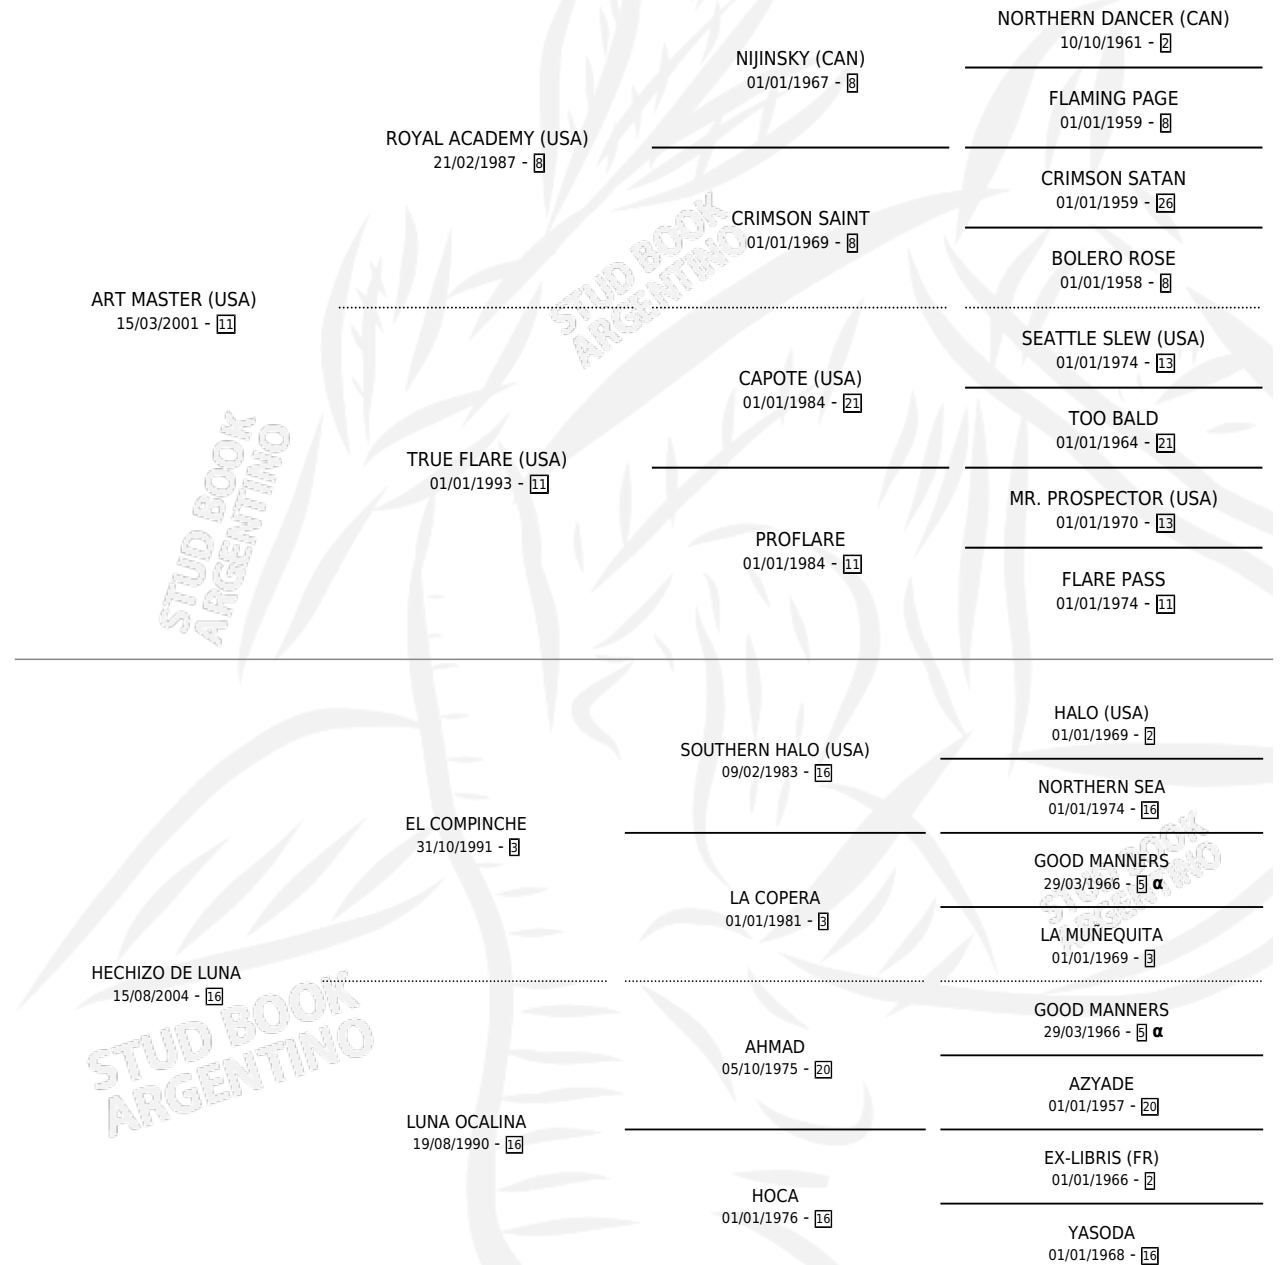 NORTHERN DANCER (CAN)
10/10/1961 - 2
NIJINSKY (CAN)
01/01/1967 - 8
FLAMING PAGE
01/01/1959 - 8
ROYAL ACADEMY (USA)
21/02/1987 - 8
CRIMSON SATAN
01/01/1959 - 26
CRIMSON SAINT
01/01/1969 - 8
BOLERO ROSE
01/01/1958 - 8
ART MASTER (USA)
15/03/2001 - 11
SEATTLE SLEW (USA)
01/01/1974 - 13
CAPOTE (USA)
01/01/1984 - 21
TOO BALD
01/01/1964 - 21
TRUE FLARE (USA)
01/01/1993 - 11
MR. PROSPECTOR (USA)
01/01/1970 - 13
PROFLARE
01/01/1984 - 11
FLARE PASS
01/01/1974 - 11
HALO (USA)
01/01/1969 - 2
SOUTHERN HALO (USA)
09/02/1983 - 16
NORTHERN SEA
01/01/1974 - 16
EL COMPINCHE
31/10/1991 - 3
GOOD MANNERS
29/03/1966 - 5 α
LA COPERA
01/01/1981 - 3
LA MUÑEQUITA
01/01/1969 - 3
HECHIZO DE LUNA
15/08/2004 - 16
GOOD MANNERS
29/03/1966 - 5 α
AHMAD
05/10/1975 - 20
AZYADE
01/01/1957 - 20
LUNA OCALINA
19/08/1990 - 16
EX-LIBRIS (FR)
01/01/1966 - 2
HOCA
01/01/1976 - 16
YASODA
01/01/1968 - 16
STUD BOOK
ARGENTINO
STUD BOOK
ARGENTINO
STUD BOOK
ARGENTINO
STUD BOOK
ARGENTINO